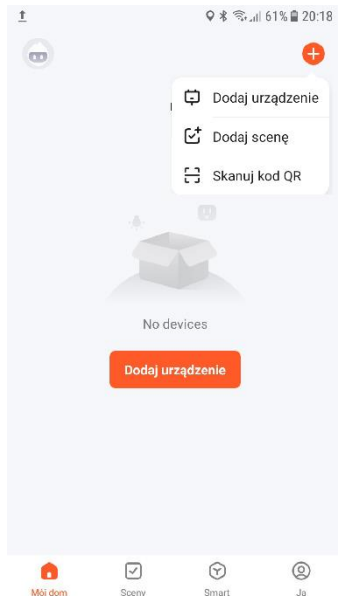 61% 20:18
Dodaj urządzenie
Dodaj scenę
Skanuj kod QR
No devices
Dodaj urządzenie
Mój dom
Sceny
Smart
Ja